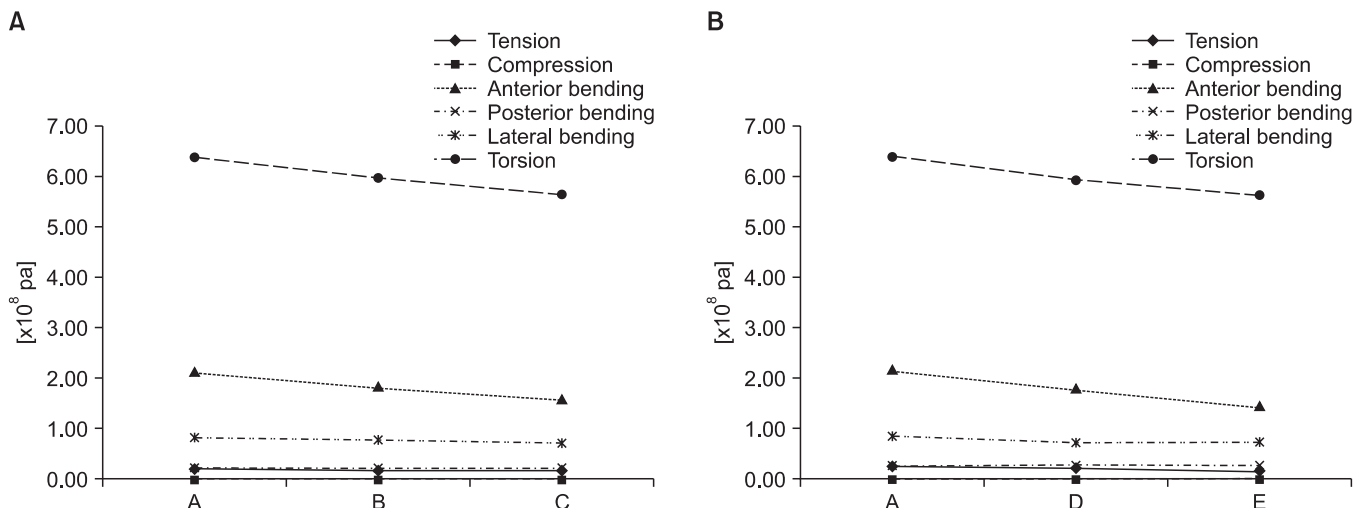 A
Tension
Compression
Anterior bending
Posterior bending
Lateral bending
Torsion
7.00
6.00
5.00
4.00
3.00
2.00
1.00
0.00
[x10⁸ pa]
A B C
B
Tension
Compression
Anterior bending
Posterior bending
Lateral bending
Torsion
7.00
6.00
5.00
4.00
3.00
2.00
1.00
0.00
[x10⁸ pa]
A D E